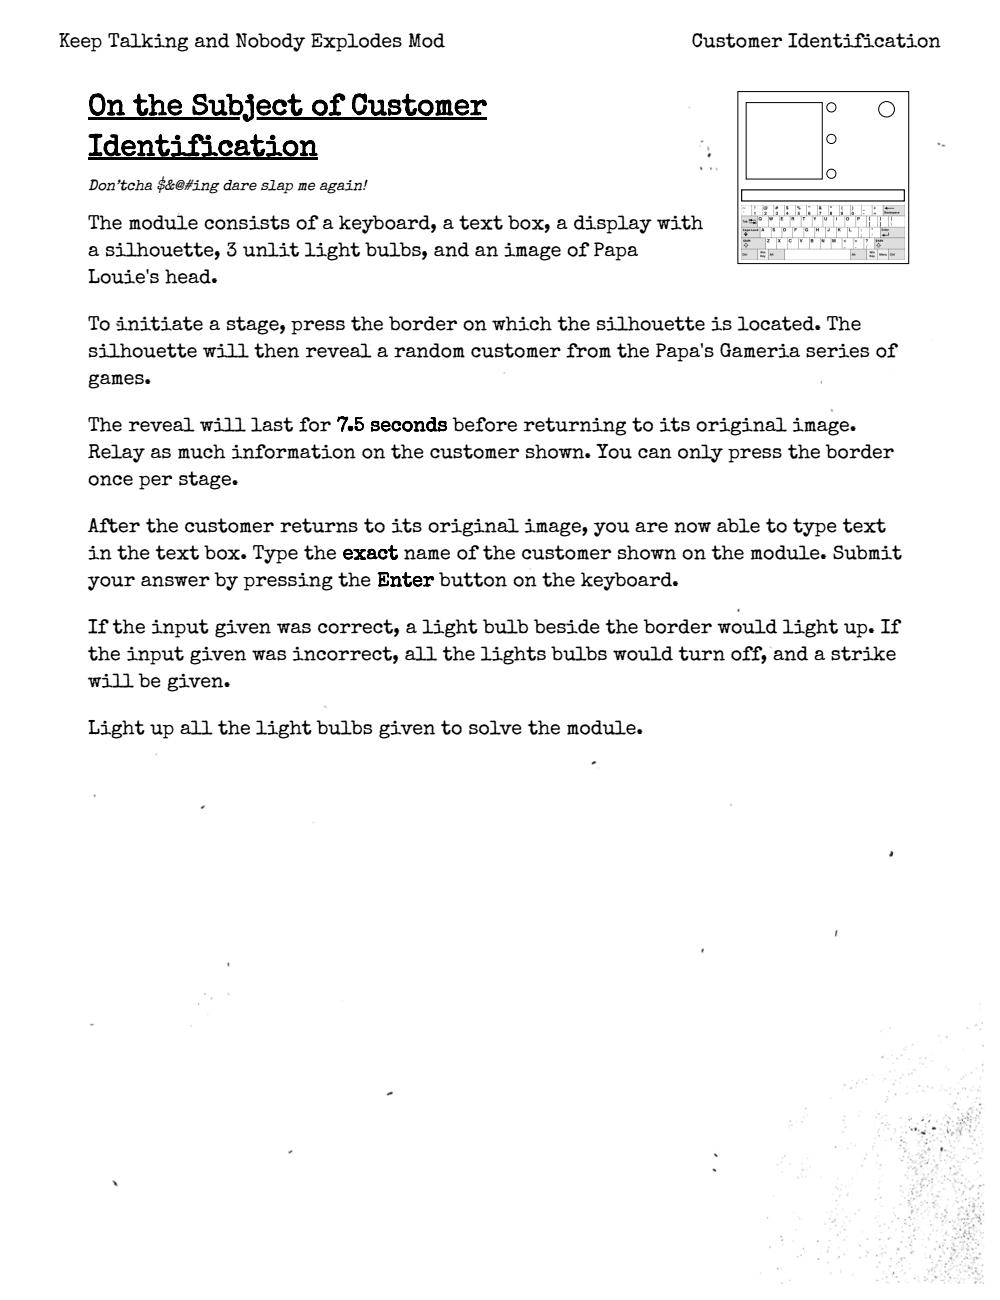 Keep Talking and Nobody Explodes Mod
Customer Identification
On the Subject of Customer
Identification
Don'tcha $&@#ing dare slap me again!
The module consists of a keyboard, a text box, a display with
a silhouette, 3 unlit light bulbs, and an image of Papa
Louie's head.
To initiate a stage, press the border on which the silhouette is located. The
silhouette will then reveal a random customer from the Papa's Gameria series of
games.
The reveal will last for 7.5 seconds before returning to its original image.
Relay as much information on the customer shown. You can only press the border
once per stage.
After the customer returns to its original image, you are now able to type text
in the text box. Type the exact name of the customer shown on the module. Submit
your answer by pressing the Enter button on the keyboard.
If the input given was correct, a light bulb beside the border would light up. If
the input given was incorrect, all the lights bulbs would turn off, and a strike
will be given.
Light up all the light bulbs given to solve the module.